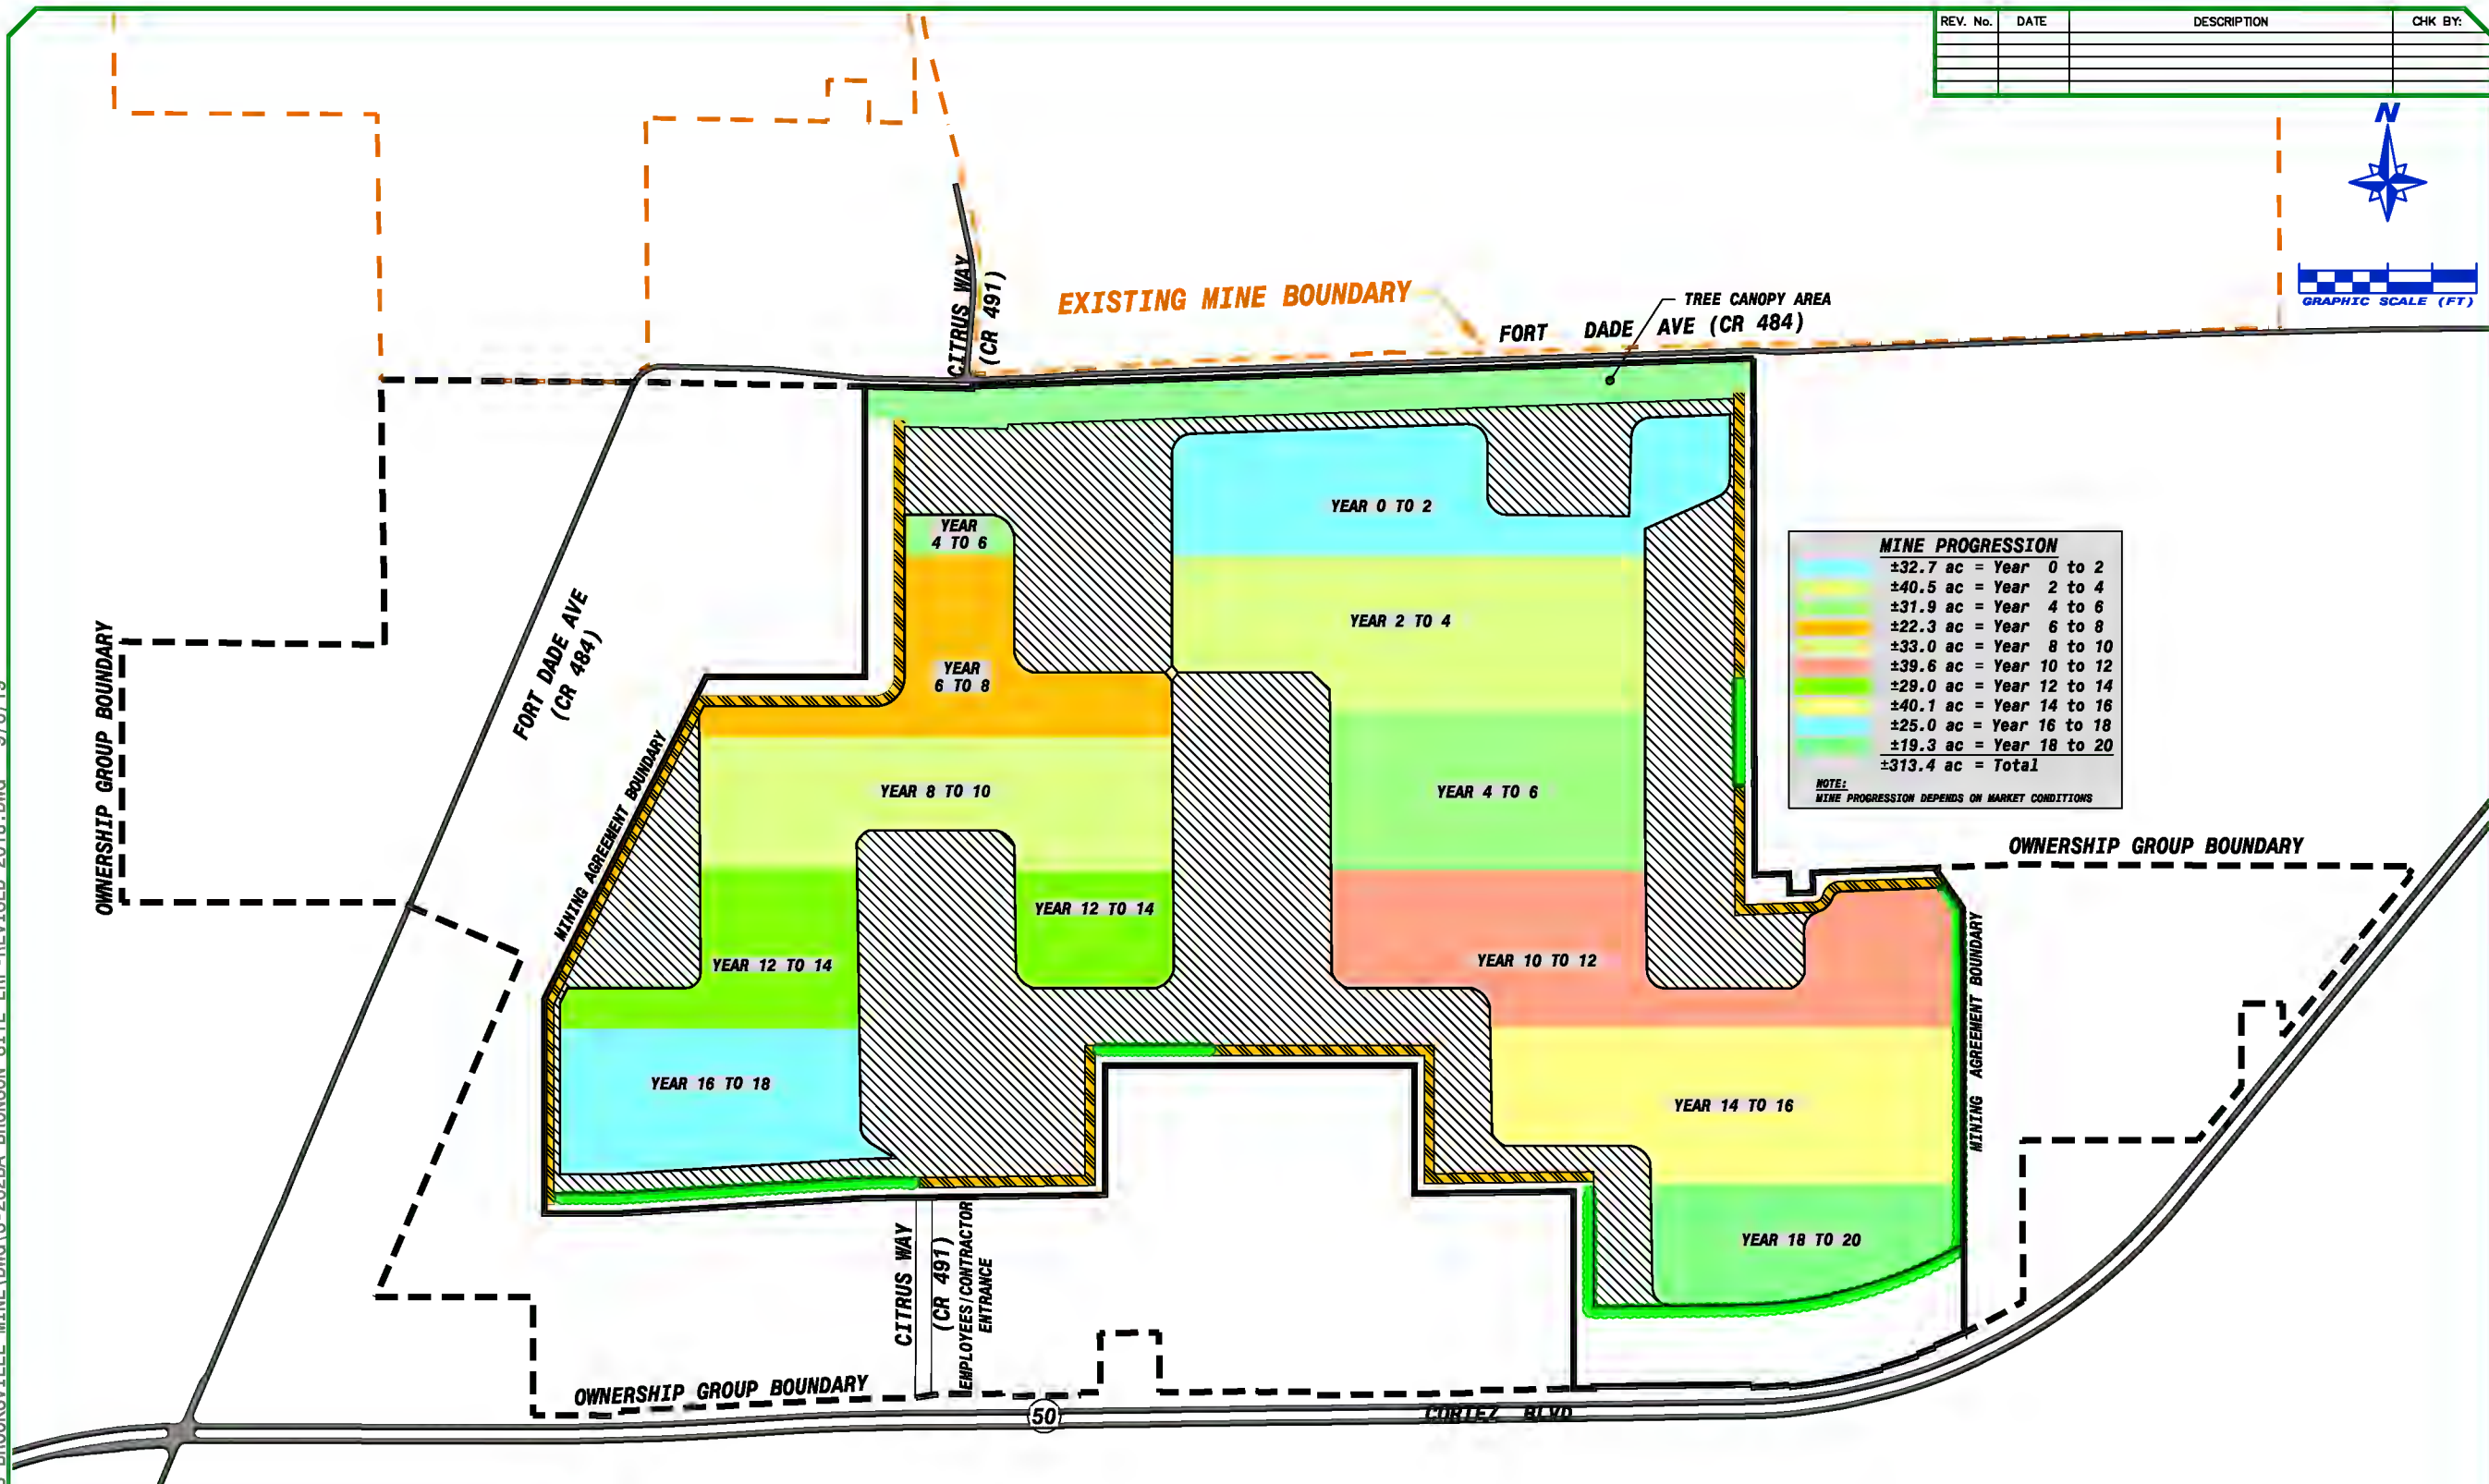 REV. No. DATE DESCRIPTION CHK BY:
N
GRAPHIC SCALE (FT)
CITRUS WAY
(CR 491)
EXISTING MINE BOUNDARY
TREE CANOPY AREA
FORT DADE AVE (CR 484)
YEAR 0 TO 2
YEAR
4 TO 6
YEAR 2 TO 4
YEAR
6 TO 8
YEAR 8 TO 10
YEAR 4 TO 6
YEAR 12 TO 14
YEAR 12 TO 14
YEAR 10 TO 12
YEAR 16 TO 18
YEAR 14 TO 16
YEAR 18 TO 20
MINE PROGRESSION
±32.7 ac = Year 0 to 2
±40.5 ac = Year 2 to 4
±31.9 ac = Year 4 to 6
±22.3 ac = Year 6 to 8
±33.0 ac = Year 8 to 10
±39.6 ac = Year 10 to 12
±29.0 ac = Year 12 to 14
±40.1 ac = Year 14 to 16
±25.0 ac = Year 16 to 18
±19.3 ac = Year 18 to 20
±313.4 ac = Total
NOTE:
MINE PROGRESSION DEPENDS ON MARKET CONDITIONS
OWNERSHIP GROUP BOUNDARY
FORT DADE AVE
(CR 484)
MINING AGREEMENT BOUNDARY
OWNERSHIP GROUP BOUNDARY
MINING AGREEMENT BOUNDARY
CITRUS WAY
(CR 491)
EMPLOYEES/CONTRACTOR
ENTRANCE
OWNERSHIP GROUP BOUNDARY
50
CORTEZ BLVD